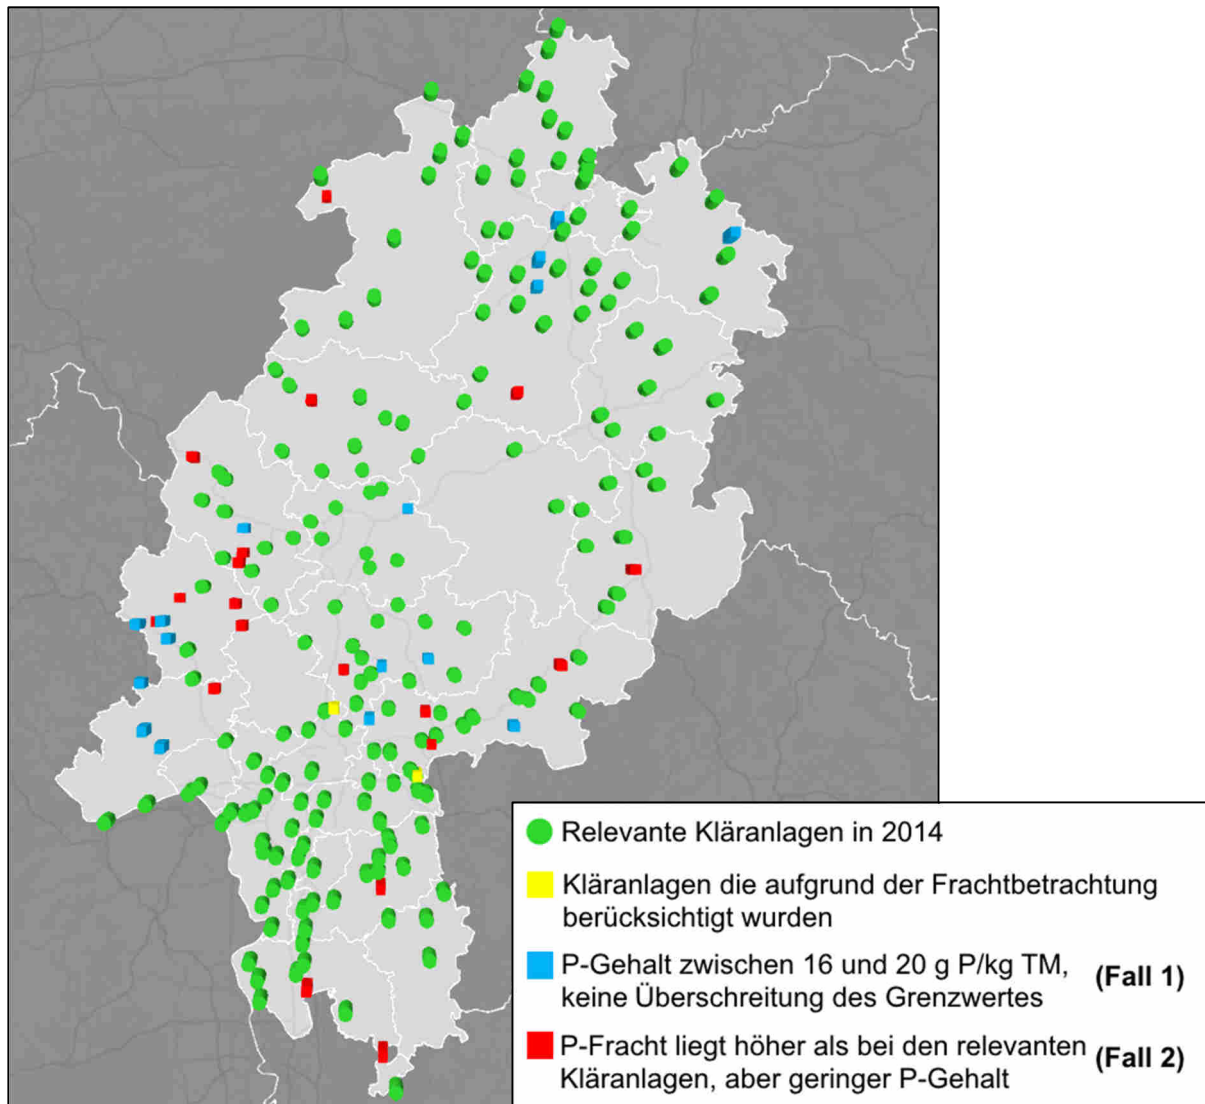 Relevante Kläranlagen in 2014
Kläranlagen die aufgrund der Frachtbetrachtung
berücksichtigt wurden
P-Gehalt zwischen 16 und 20 g P/kg TM,
keine Überschreitung des Grenzwertes
(Fall 1)
P-Fracht liegt höher als bei den relevanten
Kläranlagen, aber geringer P-Gehalt
(Fall 2)